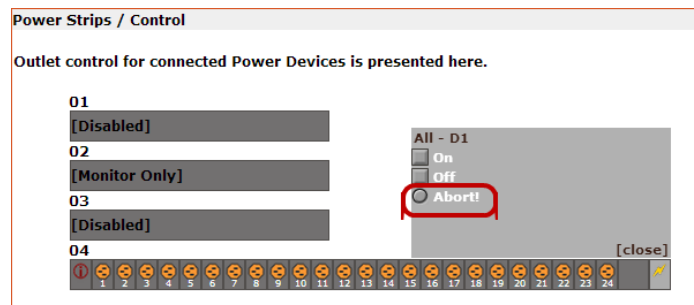 Power Strips / Control
Outlet control for connected Power Devices is presented here.
01
[Disabled]
02
[Monitor Only]
03
[Disabled]
04
All - D1
On
Off
Abort!
[close]
1 2 3 4 5 6 7 8 9 10 11 12 13 14 15 16 17 18 19 20 21 22 23 24